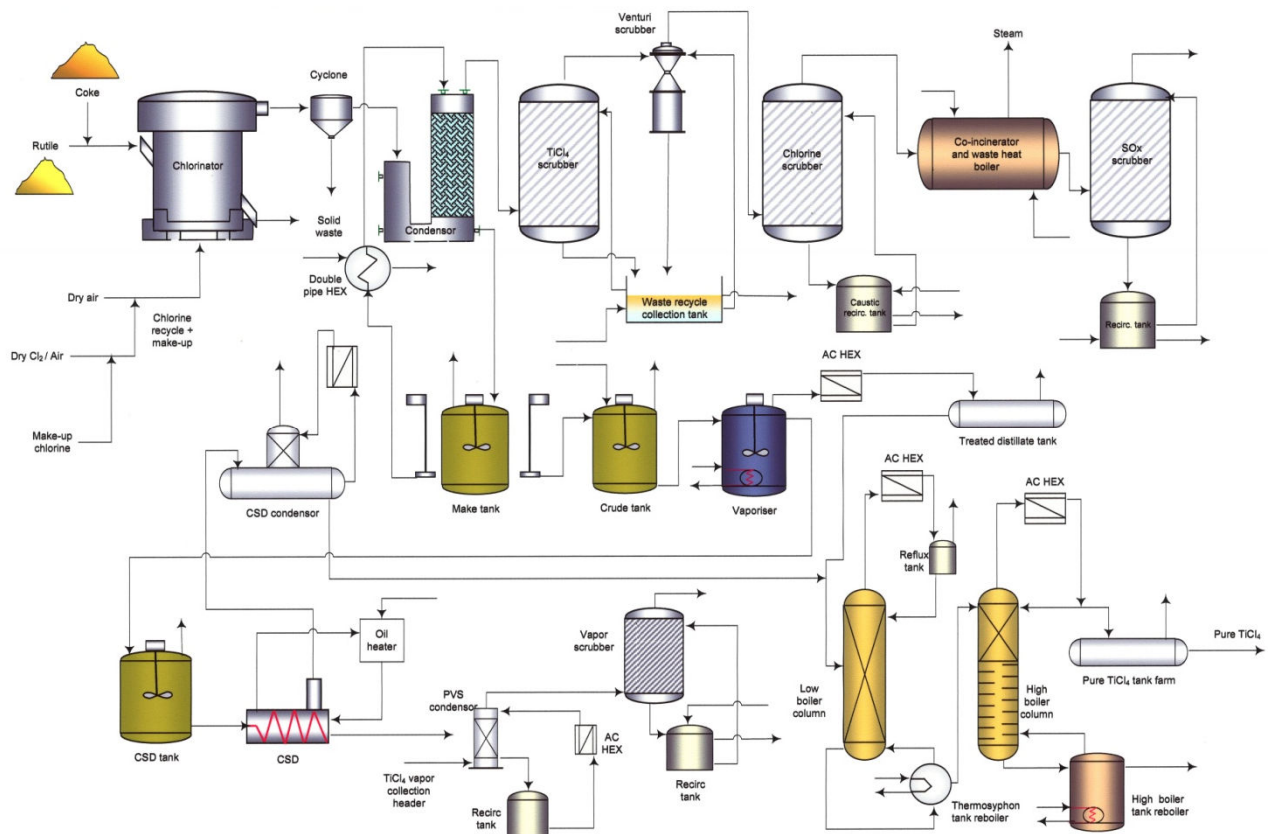 Coke
Rutile
Chlorinator
Cyclone
Solid
waste
Dry air
Chlorine
recycle +
make-up
Dry Cl₂ / Air
Make-up
chlorine
Condensor
Double
pipe HEX
TiCl₄
scrubber
Venturi
scrubber
Waste recycle
collection tank
Chlorine
scrubber
Caustic
recirc. tank
Steam
Co-incinerator
and waste heat
boiler
SOx
scrubber
Recirc. tank
CSD condensor
Make tank
Crude tank
Vaporiser
AC HEX
Treated distillate tank
AC HEX
Reflux
tank
AC HEX
Low
boiler
column
High
boiler
column
Pure TiCl₄
Pure TiCl₄ tank farm
Thermosyphon
tank reboiler
High boiler
tank reboiler
CSD tank
CSD
Oil
heater
PVS
condensor
TiCl₄ vapor
collection
header
Recirc
tank
AC
HEX
Vapor
scrubber
Recirc
tank